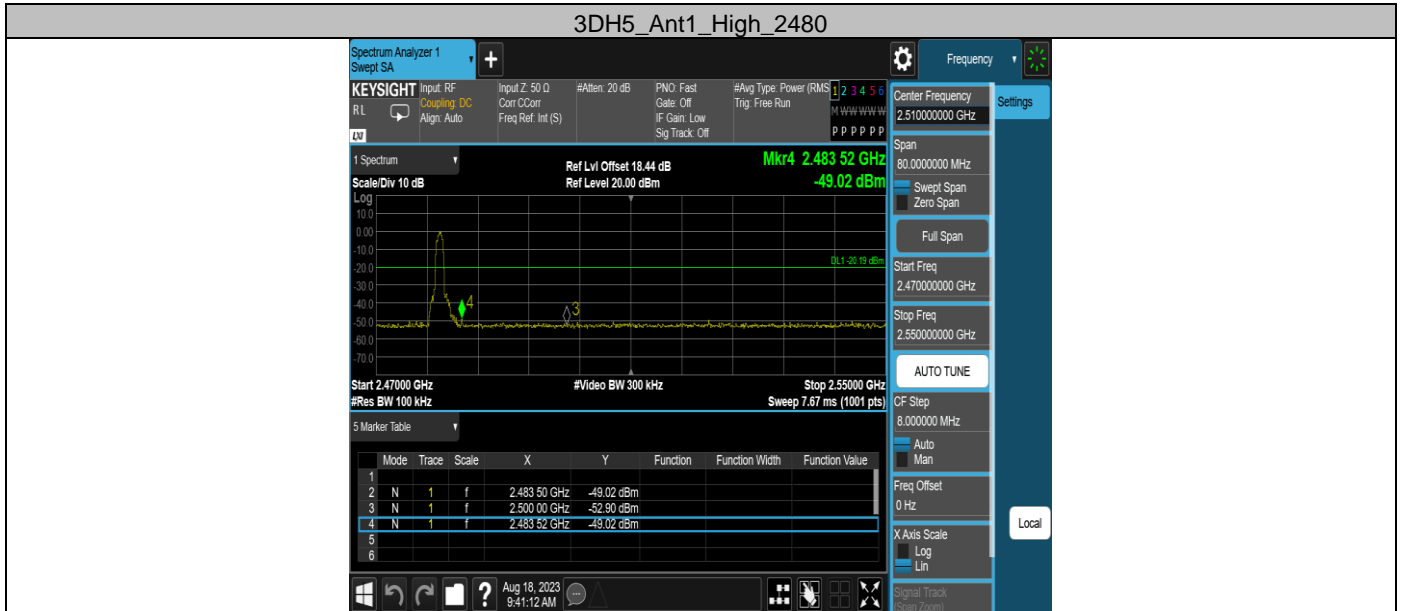 3DH5_Ant1_High_2480
Spectrum Analyzer 1
Swept SA
Frequency
KEYSIGHT
RL
LXI
Input: RF
Coupling: DC
Align: Auto
Input Z: 50 Ω
Corr CCorr
Freq Ref: Int (S)
#Atten: 20 dB
PNO: Fast
Gate: Off
IF Gain: Low
Sig Track: Off
#Avg Type: Power (RMS
Trig: Free Run
1 2 3 4 5 6
M W W W W W
P P P P P P
Center Frequency
2.510000000 GHz
Settings
Span
80.0000000 MHz
Swept Span
Zero Span
Full Span
Start Freq
2.470000000 GHz
Stop Freq
2.550000000 GHz
AUTO TUNE
CF Step
8.000000 MHz
Auto
Man
Freq Offset
0 Hz
X Axis Scale
Log
Lin
Local
Signal Track
(Span Zoom)
1 Spectrum
Scale/Div 10 dB
Ref Lvl Offset 18.44 dB
Ref Level 20.00 dBm
Mkr4 2.483 52 GHz
-49.02 dBm
Log
10.0
0.00
-10.0
-20.0
-30.0
-40.0
-50.0
-60.0
-70.0
DL1 -20.19 dBm
4
3
Start 2.47000 GHz
#Res BW 100 kHz
#Video BW 300 kHz
Stop 2.55000 GHz
Sweep 7.67 ms (1001 pts)
5 Marker Table
Mode Trace Scale X Y Function Function Width Function Value
1
2 N 1 f 2.483 50 GHz -49.02 dBm
3 N 1 f 2.500 00 GHz -52.90 dBm
4 N 1 f 2.483 52 GHz -49.02 dBm
5
6
?
Aug 18, 2023
9:41:12 AM